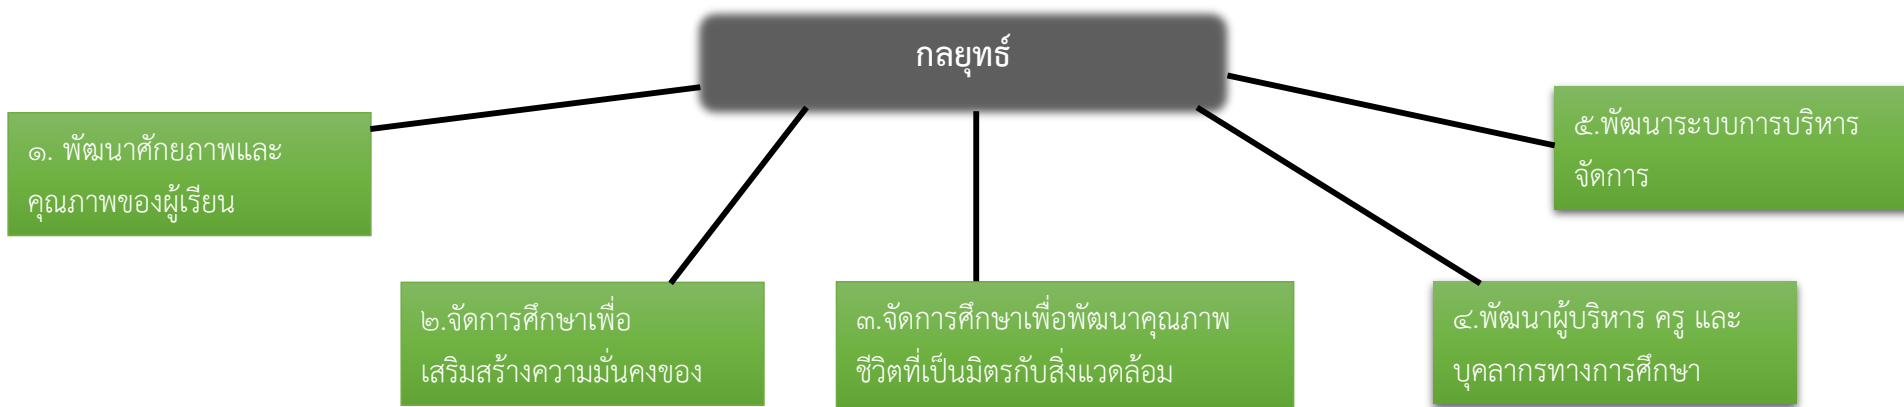 กลยุทธ์
๑. พัฒนาศักยภาพและ
คุณภาพของผู้เรียน
๒.จัดการศึกษาเพื่อ
เสริมสร้างความมั่นคงของ
๓.จัดการศึกษาเพื่อพัฒนาคุณภาพ
ชีวิตที่เป็นมิตรกับสิ่งแวดล้อม
๔.พัฒนาผู้บริหาร ครู และ
บุคลากรทางการศึกษา
๕.พัฒนาระบบการบริหาร
จัดการ